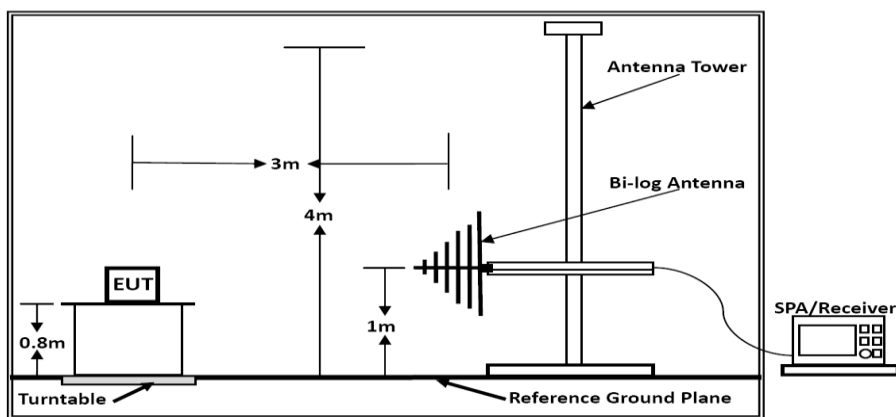 Antenna Tower
3m
Bi-log Antenna
4m
EUT
SPA/Receiver
0.8m
1m
Turntable
Reference Ground Plane